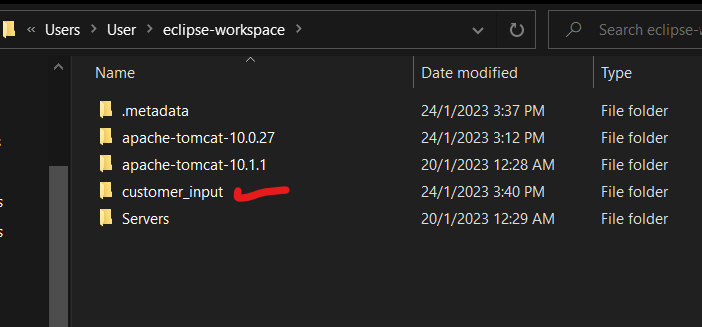 « Users > User > eclipse-workspace > Search eclipse-w
Name Date modified Type
.metadata 24/1/2023 3:37 PM File folder
apache-tomcat-10.0.27 24/1/2023 3:12 PM File folder
apache-tomcat-10.1.1 20/1/2023 12:28 AM File folder
customer_input 24/1/2023 3:40 PM File folder
Servers 20/1/2023 12:29 AM File folder